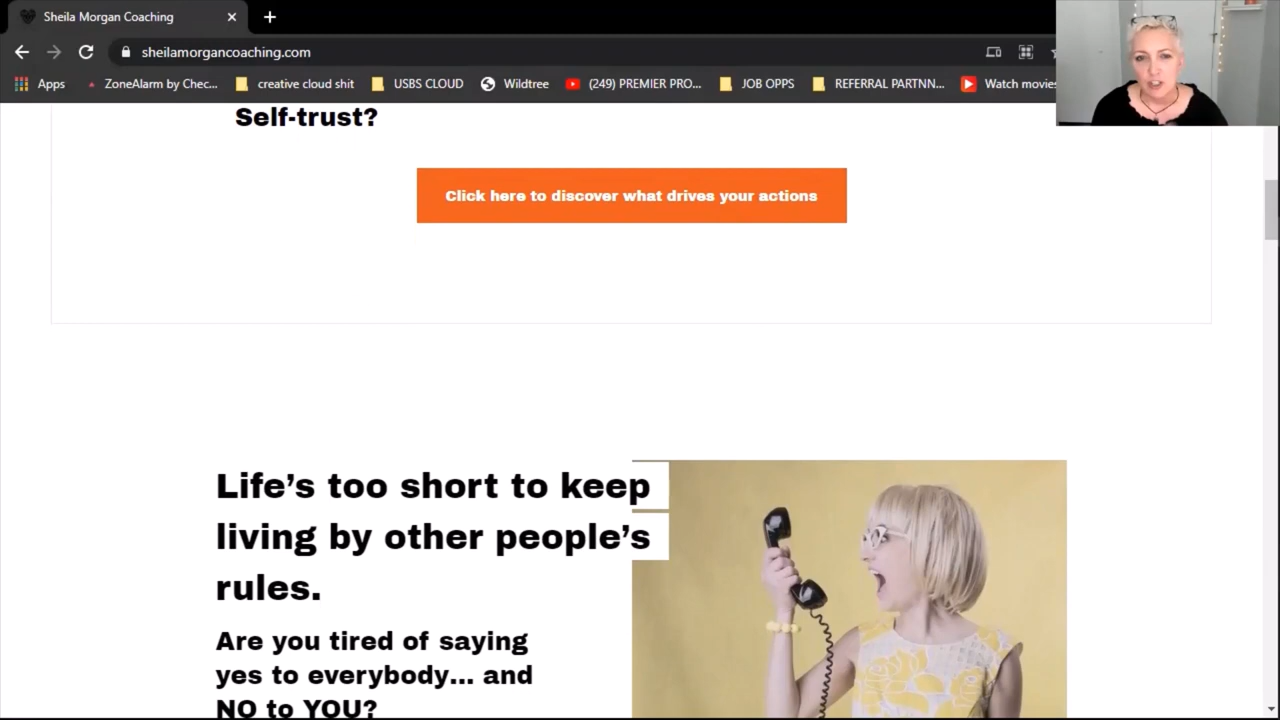 Sheila Morgan Coaching
sheilamorgancoaching.com
Apps ZoneAlarm by Chec... creative cloud shit USBS CLOUD Wildtree (249) PREMIER PRO... JOB OPPS REFERRAL PARTNN... Watch movies
Self-trust?
Click here to discover what drives your actions
Life's too short to keep
living by other people's
rules.
Are you tired of saying
yes to everybody... and
NO to YOU?